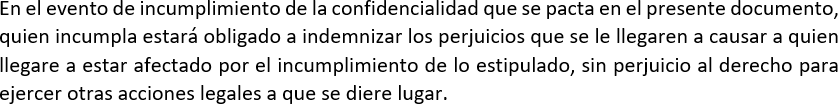 En el evento de incumplimiento de la confidencialidad que se pacta en el presente documento,
quien incumpla estará obligado a indemnizar los perjuicios que se le llegaren a causar a quien
llegare a estar afectado por el incumplimiento de lo estipulado, sin perjuicio al derecho para
ejercer otras acciones legales a que se diere lugar.